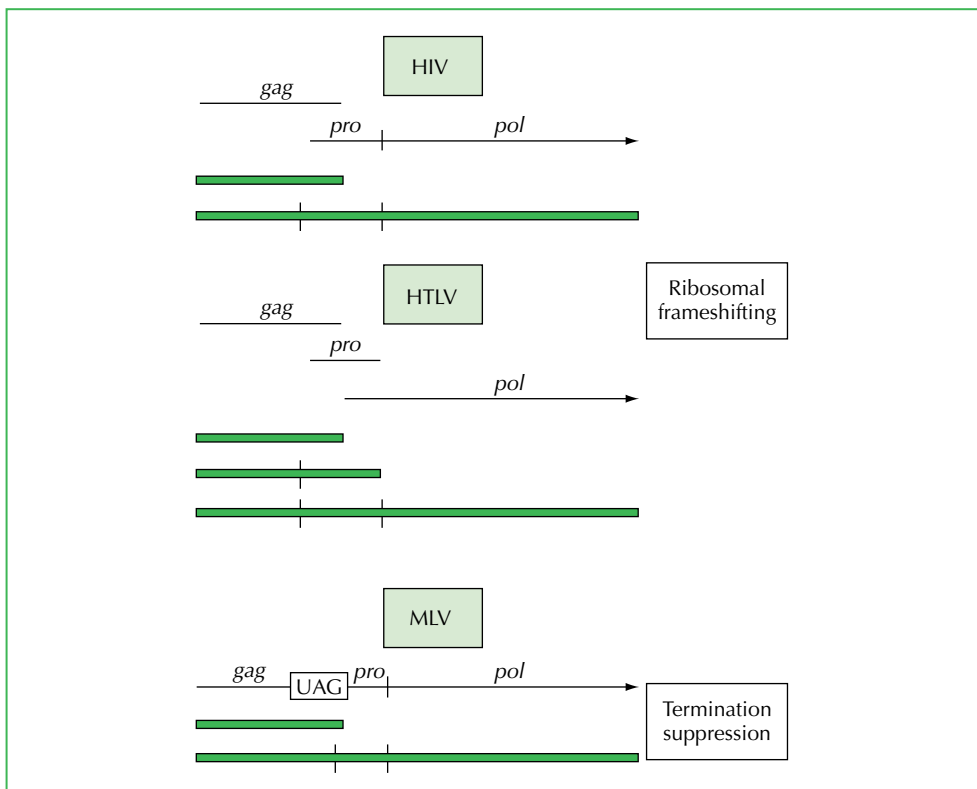 HIV
gag
pro pol
HTLV
Ribosomal
frameshifting
gag
pro
pol
MLV
gag UAG pro pol
Termination
suppression